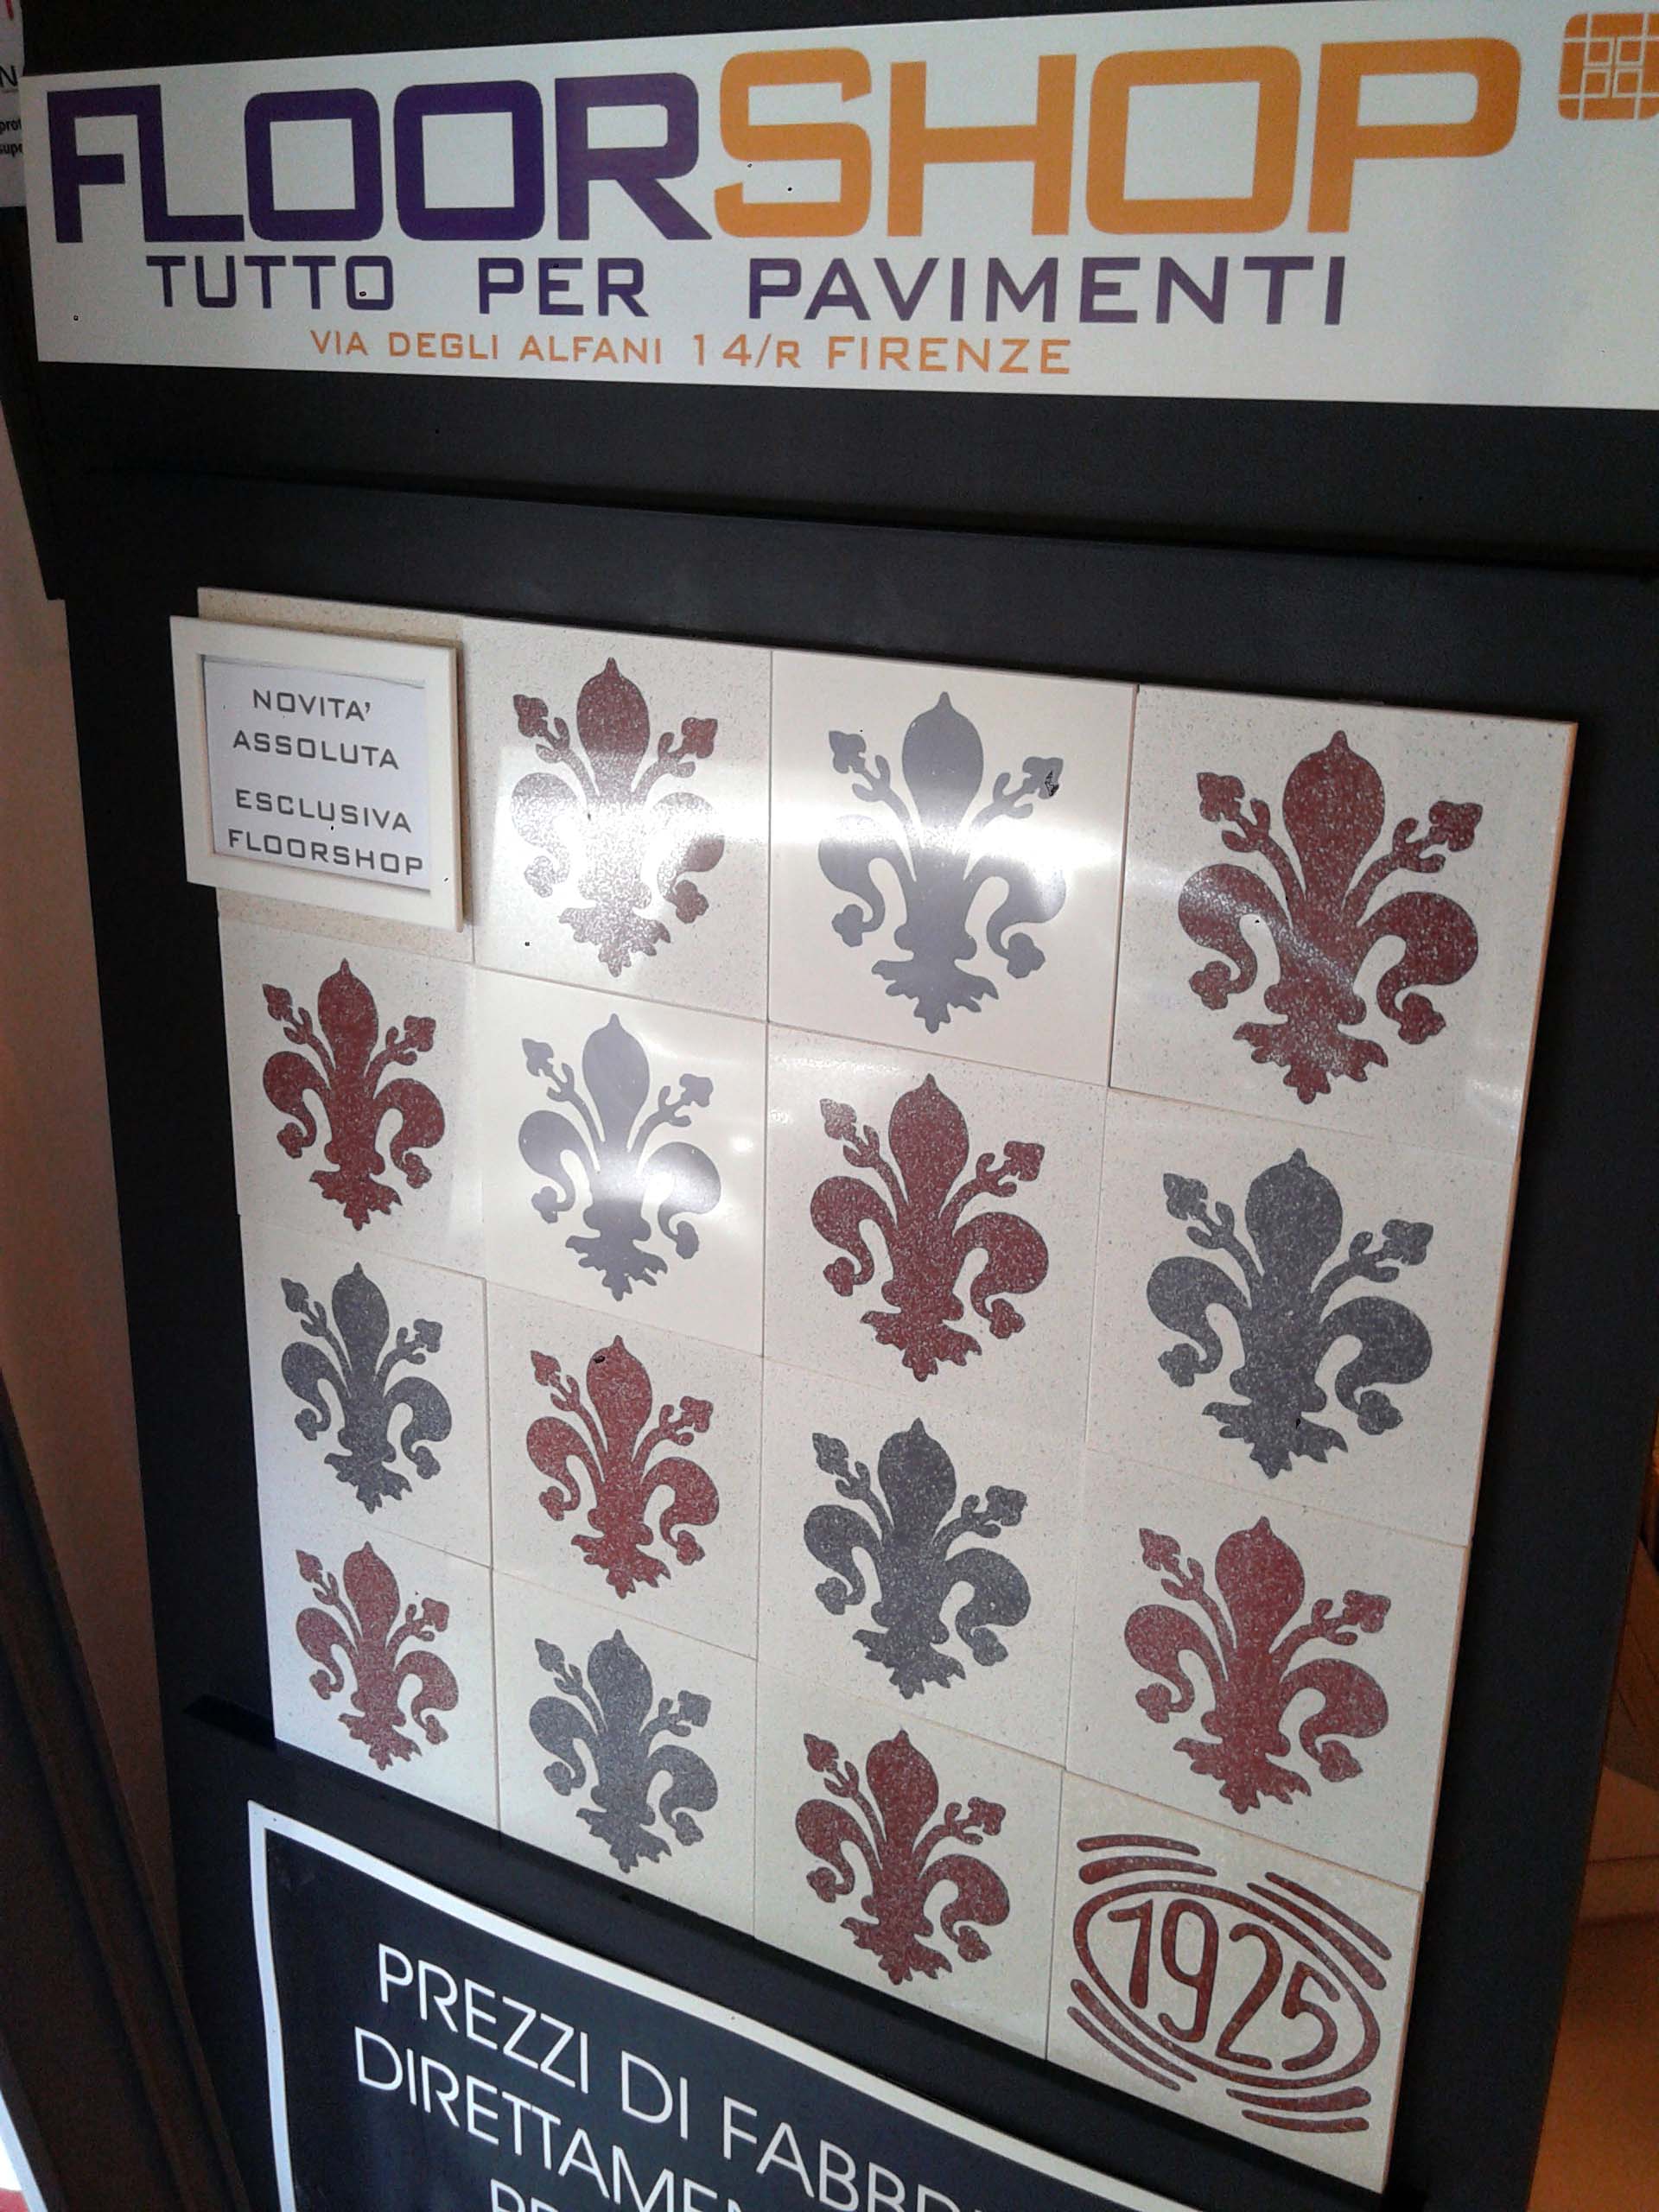 FLOORSHOP
TUTTO PER PAVIMENTI
VIA DEGLI ALFANI 14/R FIRENZE
NOVITA'
ASSOLUTA
ESCLUSIVA
FLOORSHOP
1925
PREZZI DI